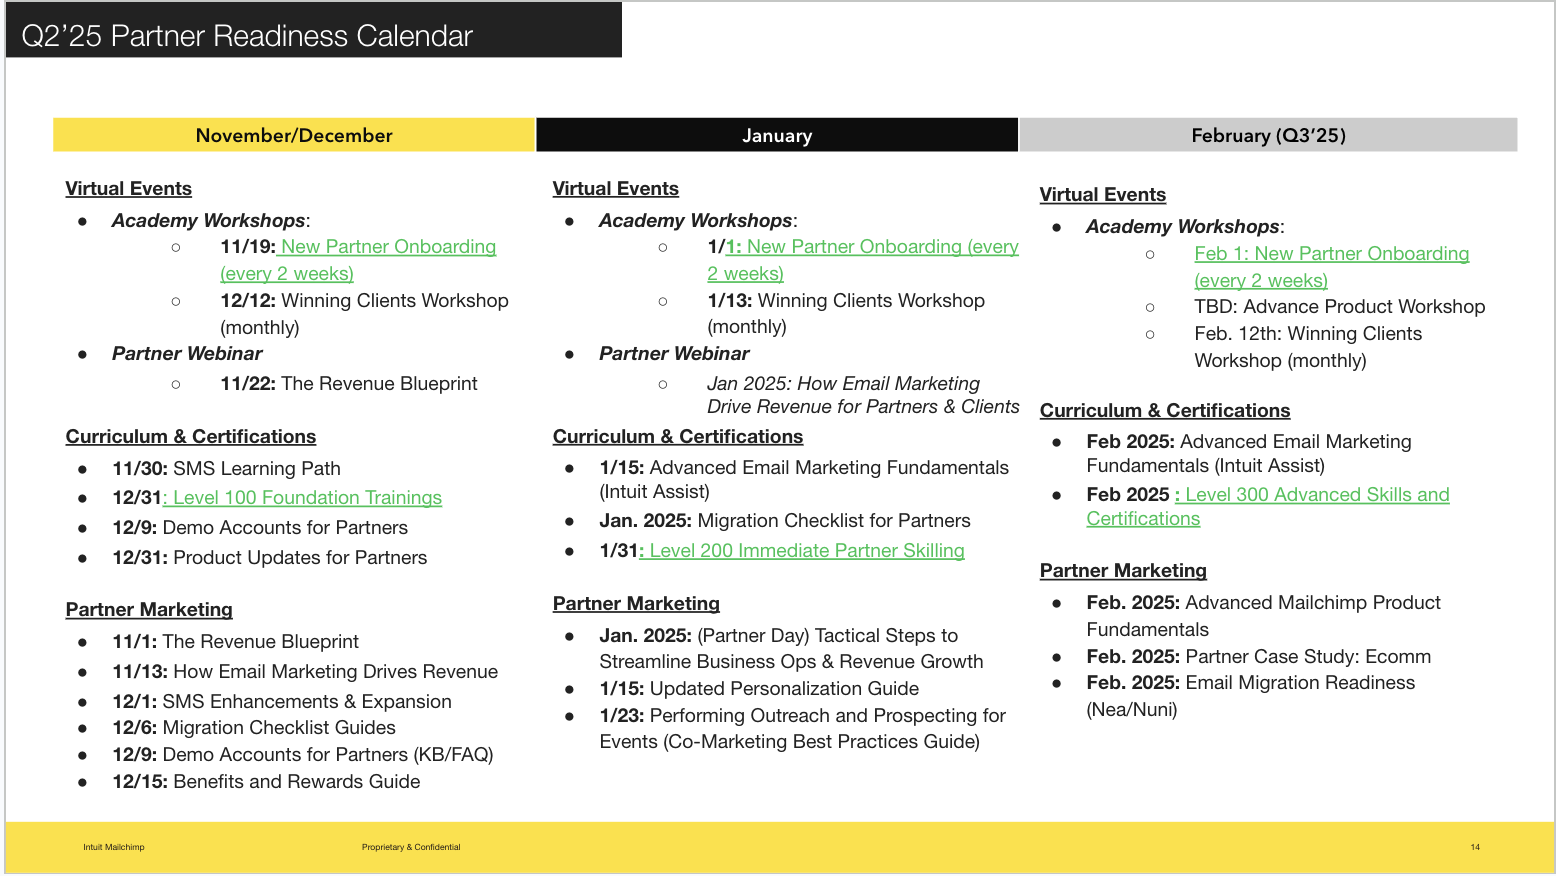 Q2’25 Partner Readiness Calendar
November/December
Virtual Events
● Academy Workshops:
○ 11/19: New Partner Onboarding
(every 2 weeks)
○ 12/12: Winning Clients Workshop
(monthly)
● Partner Webinar
○ 11/22: The Revenue Blueprint
Curriculum & Certifications
● 11/30: SMS Learning Path
● 12/31: Level 100 Foundation Trainings
● 12/9: Demo Accounts for Partners
● 12/31: Product Updates for Partners
Partner Marketing
● 11/1: The Revenue Blueprint
● 11/13: How Email Marketing Drives Revenue
● 12/1: SMS Enhancements & Expansion
● 12/6: Migration Checklist Guides
● 12/9: Demo Accounts for Partners (KB/FAQ)
● 12/15: Benefits and Rewards Guide
January
Virtual Events
● Academy Workshops:
○ 1/1: New Partner Onboarding (every
2 weeks)
○ 1/13: Winning Clients Workshop
(monthly)
● Partner Webinar
○ Jan 2025: How Email Marketing
Drive Revenue for Partners & Clients
Curriculum & Certifications
● 1/15: Advanced Email Marketing Fundamentals
(Intuit Assist)
● Jan. 2025: Migration Checklist for Partners
● 1/31: Level 200 Immediate Partner Skilling
Partner Marketing
● Jan. 2025: (Partner Day) Tactical Steps to
Streamline Business Ops & Revenue Growth
● 1/15: Updated Personalization Guide
● 1/23: Performing Outreach and Prospecting for
Events (Co-Marketing Best Practices Guide)
February (Q3’25)
Virtual Events
● Academy Workshops:
○ Feb 1: New Partner Onboarding
(every 2 weeks)
○ TBD: Advance Product Workshop
○ Feb. 12th: Winning Clients
Workshop (monthly)
Curriculum & Certifications
● Feb 2025: Advanced Email Marketing
Fundamentals (Intuit Assist)
● Feb 2025 : Level 300 Advanced Skills and
Certifications
Partner Marketing
● Feb. 2025: Advanced Mailchimp Product
Fundamentals
● Feb. 2025: Partner Case Study: Ecomm
● Feb. 2025: Email Migration Readiness
(Nea/Nuni)
Intuit Mailchimp
Proprietary & Confidential
14